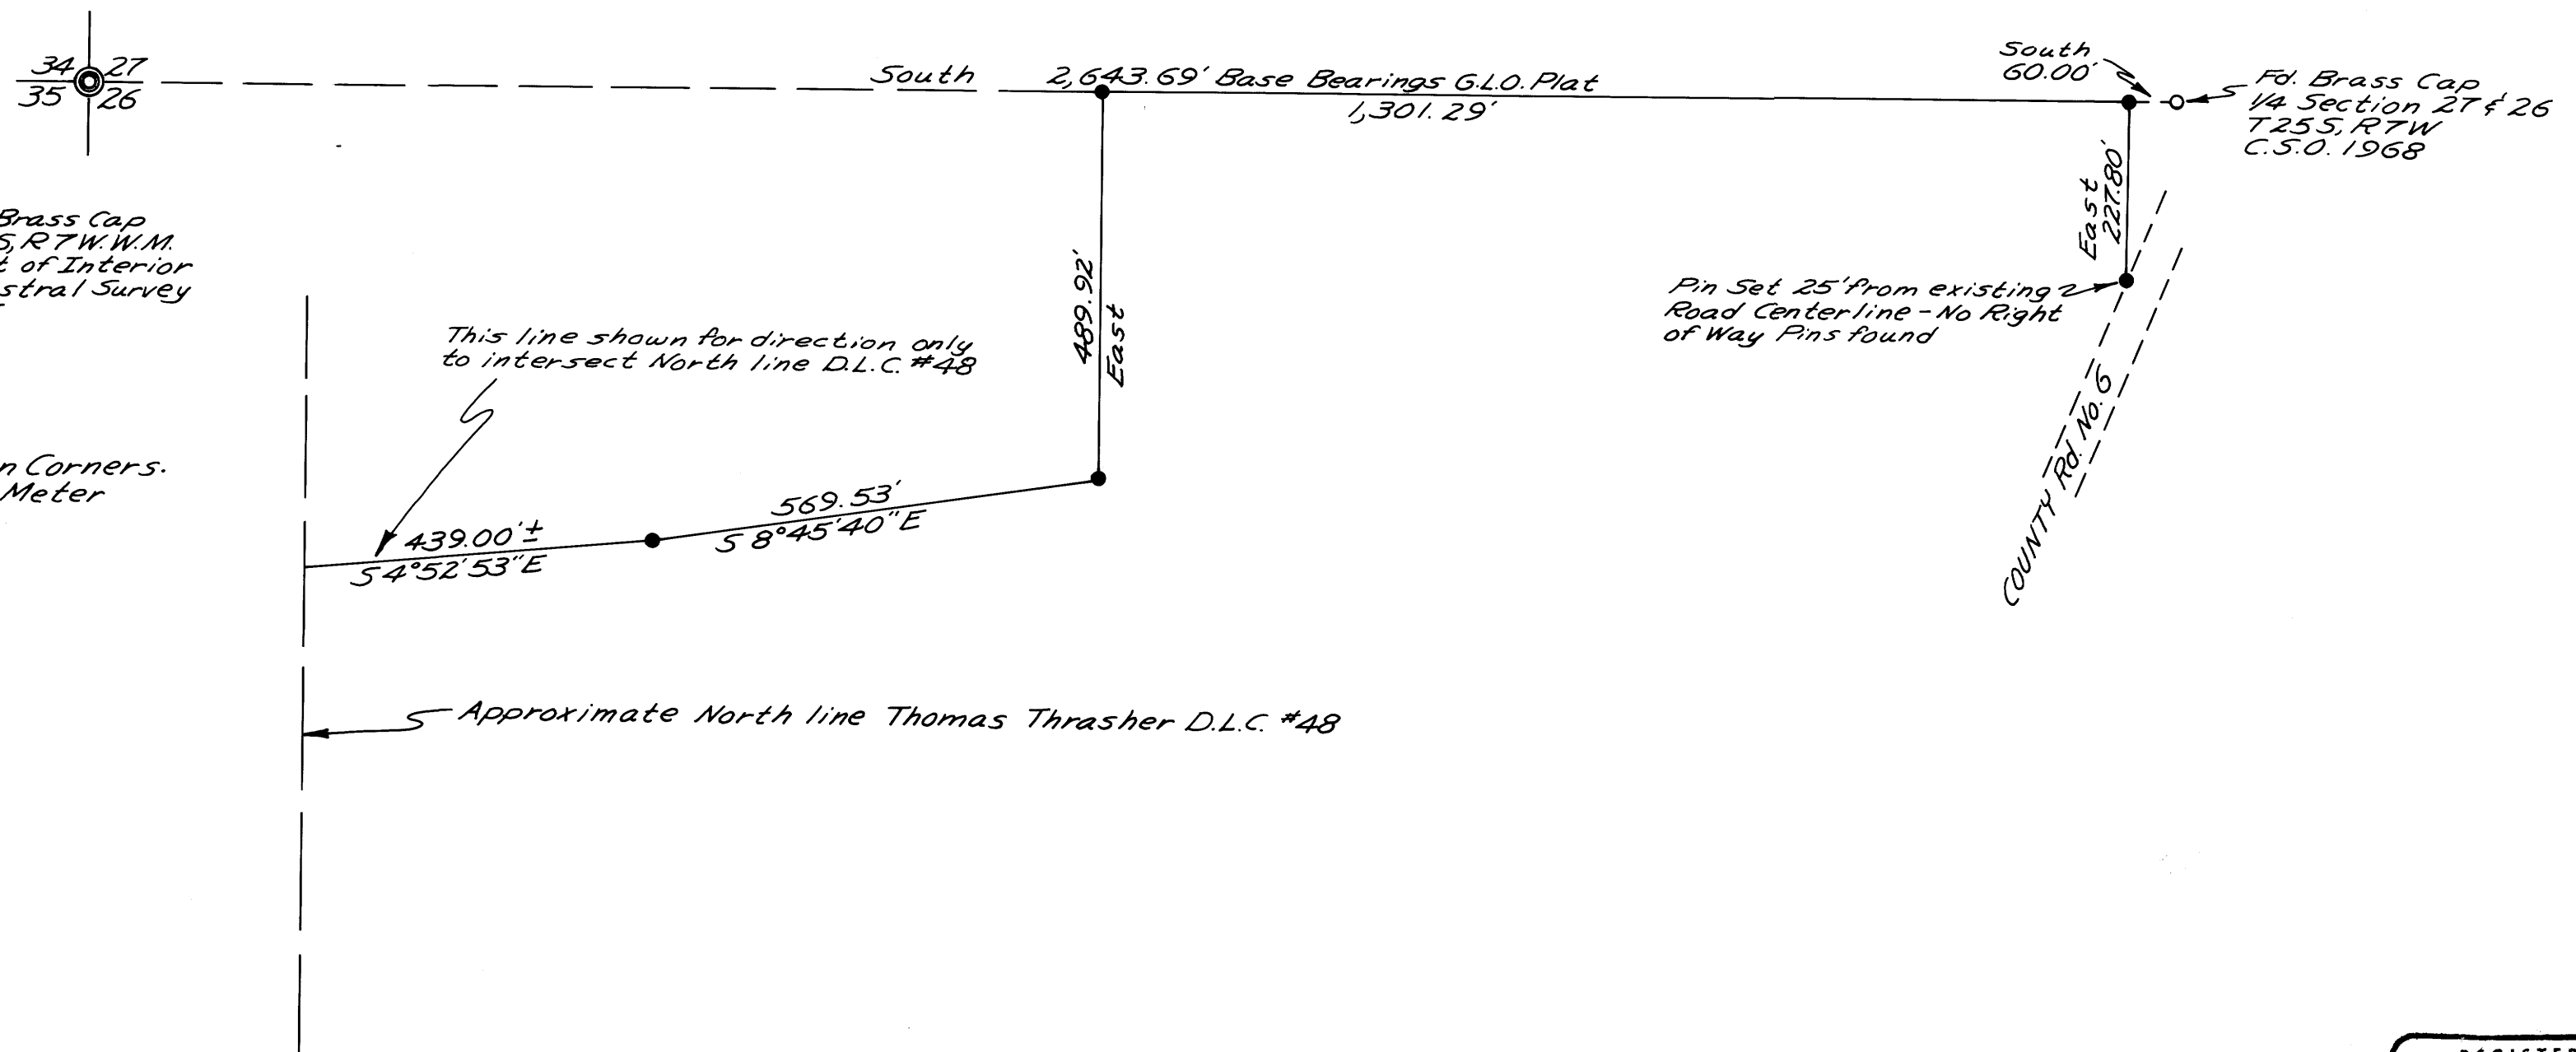 34 27
35 26
South 2,643.69' Base Bearings G.L.O. Plat
1,301.29'
South
60.00'
Fd. Brass Cap
1/4 Section 27 & 26
T25S, R7W
C.S.O. 1968
East
227.80'
Brass Cap
S, R7W. W.M.
of Interior
stral Survey
Pin Set 25' from existing
Road Centerline - No Right
of Way Pins found
489.92'
East
This line shown for direction only
to intersect North line D.L.C. #48
COUNTY Rd. No. 6
n Corners.
Meter
569.53'
S 8°45'40" E
439.00'±
S 4°52'53" E
Approximate North line Thomas Thrasher D.L.C. #48